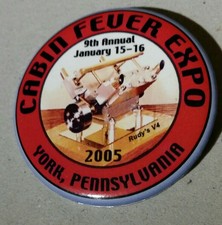 CABIN FEVER EXPO
9th Annual
January 15-16
Rudy's V4
2005
YORK, PENNSYLVANIA